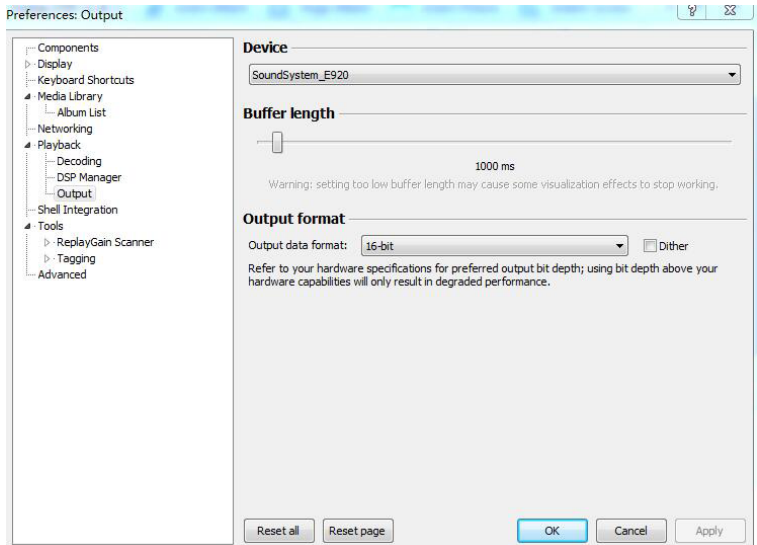 Preferences: Output
Components
Display
Keyboard Shortcuts
Media Library
Album List
Networking
Playback
Decoding
DSP Manager
Output
Shell Integration
Tools
ReplayGain Scanner
Tagging
Advanced
Device
SoundSystem_E920
Buffer length
1000 ms
Warning: setting too low buffer length may cause some visualization effects to stop working.
Output format
Output data format: 16-bit Dither
Refer to your hardware specifications for preferred output bit depth; using bit depth above your
hardware capabilities will only result in degraded performance.
Reset all Reset page OK Cancel Apply